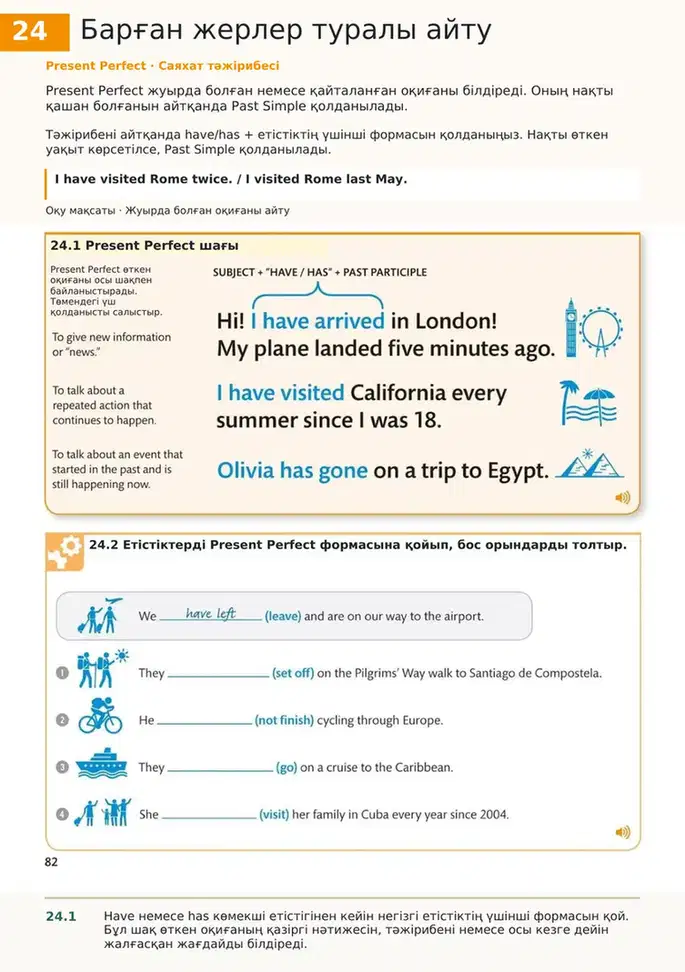 24
Барған жерлер туралы айту
Present Perfect · Саяхат тәжірибесі
Present Perfect жуырда болған немесе қайталанған оқиғаны білдіреді. Оның нақты
қашан болғанын айтқанда Past Simple қолданылады.
Тәжірибені айтқанда have/has + етістіктің үшінші формасын қолданыңыз. Нақты өткен
уақыт көрсетілсе, Past Simple қолданылады.
I have visited Rome twice. / I visited Rome last May.
Оқу мақсаты · Жуырда болған оқиғаны айту
24.1 Present Perfect шағы
Present Perfect өткен
оқиғаны осы шақпен
байланыстырады.
Төмендегі үш
қолданысты салыстыр.
SUBJECT + "HAVE / HAS" + PAST PARTICIPLE
To give new information
or “news.”
Hi! I have arrived in London!
My plane landed five minutes ago.
To talk about a
repeated action that
continues to happen.
I have visited California every
summer since I was 18.
To talk about an event that
started in the past and is
still happening now.
Olivia has gone on a trip to Egypt.
24.2 Етістіктерді Present Perfect формасына қойып, бос орындарды толтыр.
We have left (leave) and are on our way to the airport.
1 They ______ (set off) on the Pilgrims’ Way walk to Santiago de Compostela.
2 He ______ (not finish) cycling through Europe.
3 They ______ (go) on a cruise to the Caribbean.
4 She ______ (visit) her family in Cuba every year since 2004.
82
24.1 Have немесе has көмекші етістігінен кейін негізгі етістіктің үшінші формасын қой.
Бұл шақ өткен оқиғаның қазіргі нәтижесін, тәжірибені немесе осы кезге дейін
жалғасқан жағдайды білдіреді.